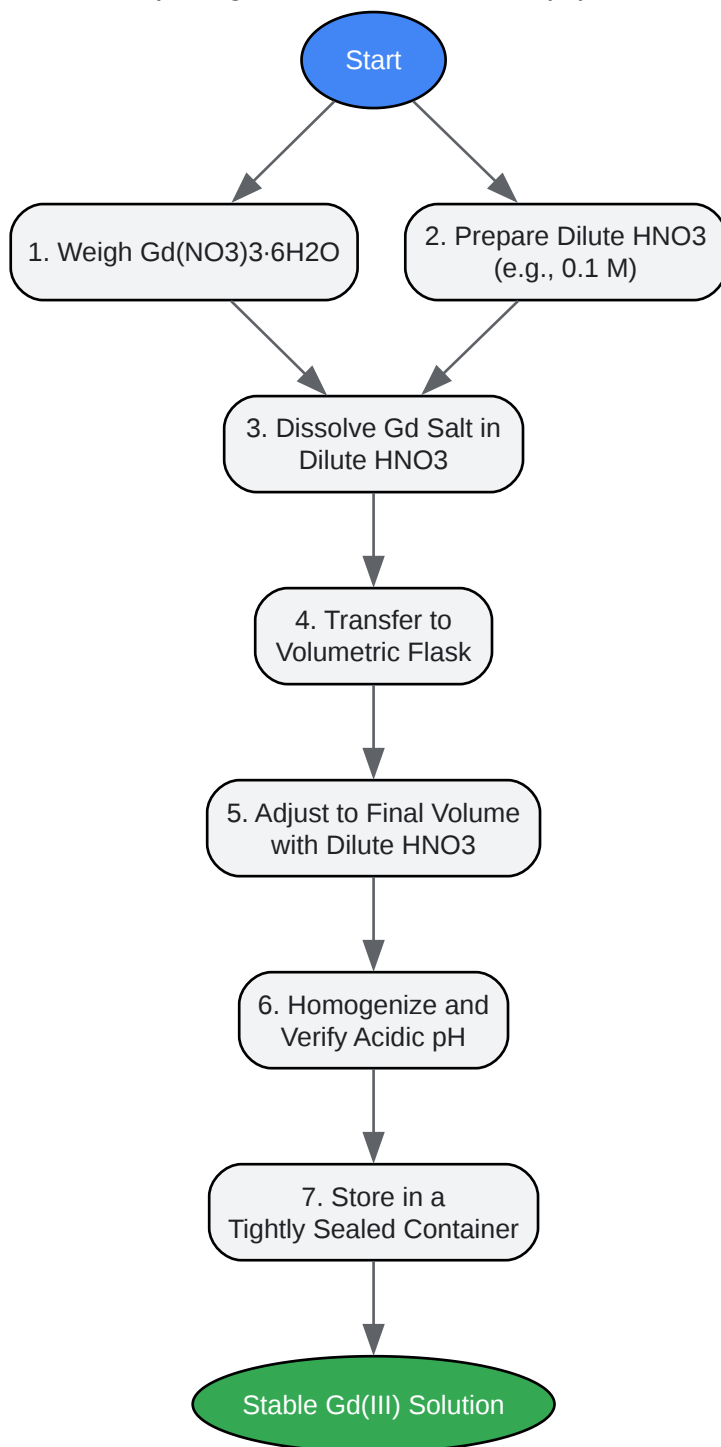 Start
1. Weigh Gd(NO3)3·6H2O
2. Prepare Dilute HNO3
(e.g., 0.1 M)
3. Dissolve Gd Salt in
Dilute HNO3
4. Transfer to
Volumetric Flask
5. Adjust to Final Volume
with Dilute HNO3
6. Homogenize and
Verify Acidic pH
7. Store in a
Tightly Sealed Container
Stable Gd(III) Solution